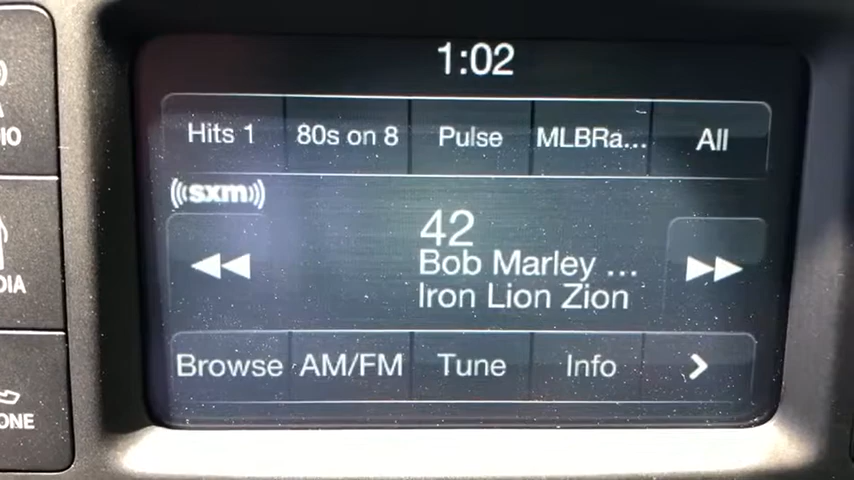 1:02
Hits 1
80s on 8
Pulse
MLBRa...
All
sxm
42
Bob Marley ...
Iron Lion Zion
Browse
AM/FM
Tune
Info